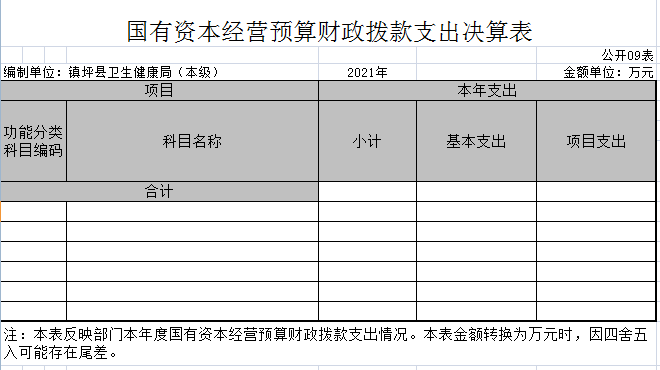 国有资本经营预算财政拨款支出决算表
公开09表
编制单位：镇坪县卫生健康局（本级） 2021年 金额单位：万元
项目 本年支出
功能分类
科目编码 科目名称 小计 基本支出 项目支出
合计
注：本表反映部门本年度国有资本经营预算财政拨款支出情况。本表金额转换为万元时，因四舍五
入可能存在尾差。